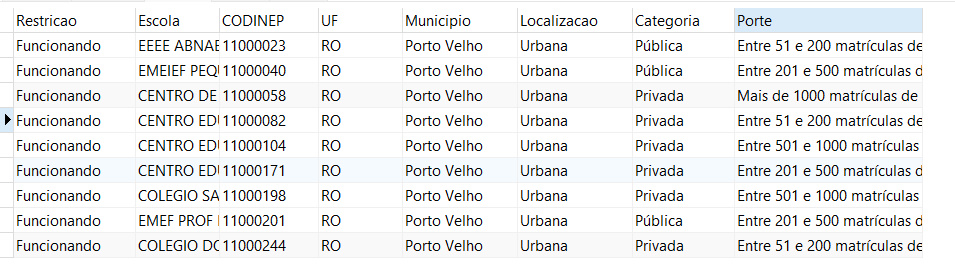 Restricao Escola CODINEP UF Municipio Localizacao Categoria Porte
Funcionando EEEE ABNAE 11000023 RO Porto Velho Urbana Pública Entre 51 e 200 matrículas de
Funcionando EMEIEF PEQU 11000040 RO Porto Velho Urbana Pública Entre 201 e 500 matrículas d
Funcionando CENTRO DE 11000058 RO Porto Velho Urbana Privada Mais de 1000 matrículas de
Funcionando CENTRO EDU 11000082 RO Porto Velho Urbana Privada Entre 51 e 200 matrículas de
Funcionando CENTRO EDU 11000104 RO Porto Velho Urbana Privada Entre 501 e 1000 matrículas
Funcionando CENTRO EDU 11000171 RO Porto Velho Urbana Privada Entre 201 e 500 matrículas d
Funcionando COLEGIO SA 11000198 RO Porto Velho Urbana Privada Entre 501 e 1000 matrículas
Funcionando EMEF PROF 11000201 RO Porto Velho Urbana Pública Entre 201 e 500 matrículas d
Funcionando COLEGIO DO 11000244 RO Porto Velho Urbana Privada Entre 51 e 200 matrículas de